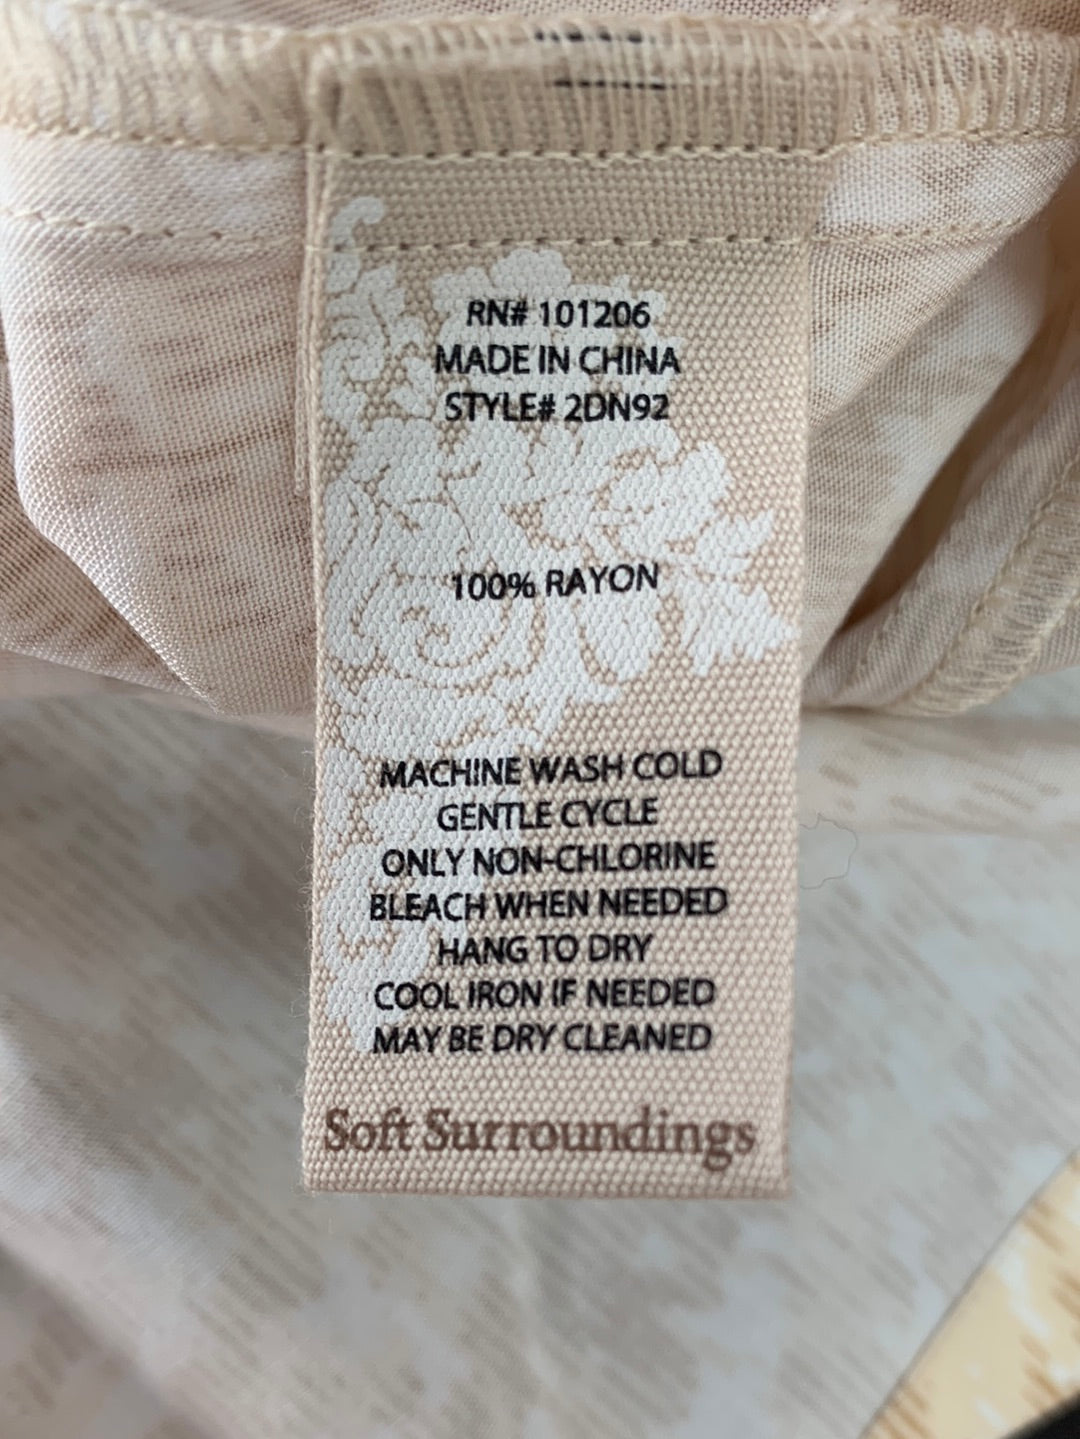 RN# 101206
MADE IN CHINA
STYLE# 2DN92
100% RAYON
MACHINE WASH COLD
GENTLE CYCLE
ONLY NON-CHLORINE
BLEACH WHEN NEEDED
HANG TO DRY
COOL IRON IF NEEDED
MAY BE DRY CLEANED
Soft Surroundings